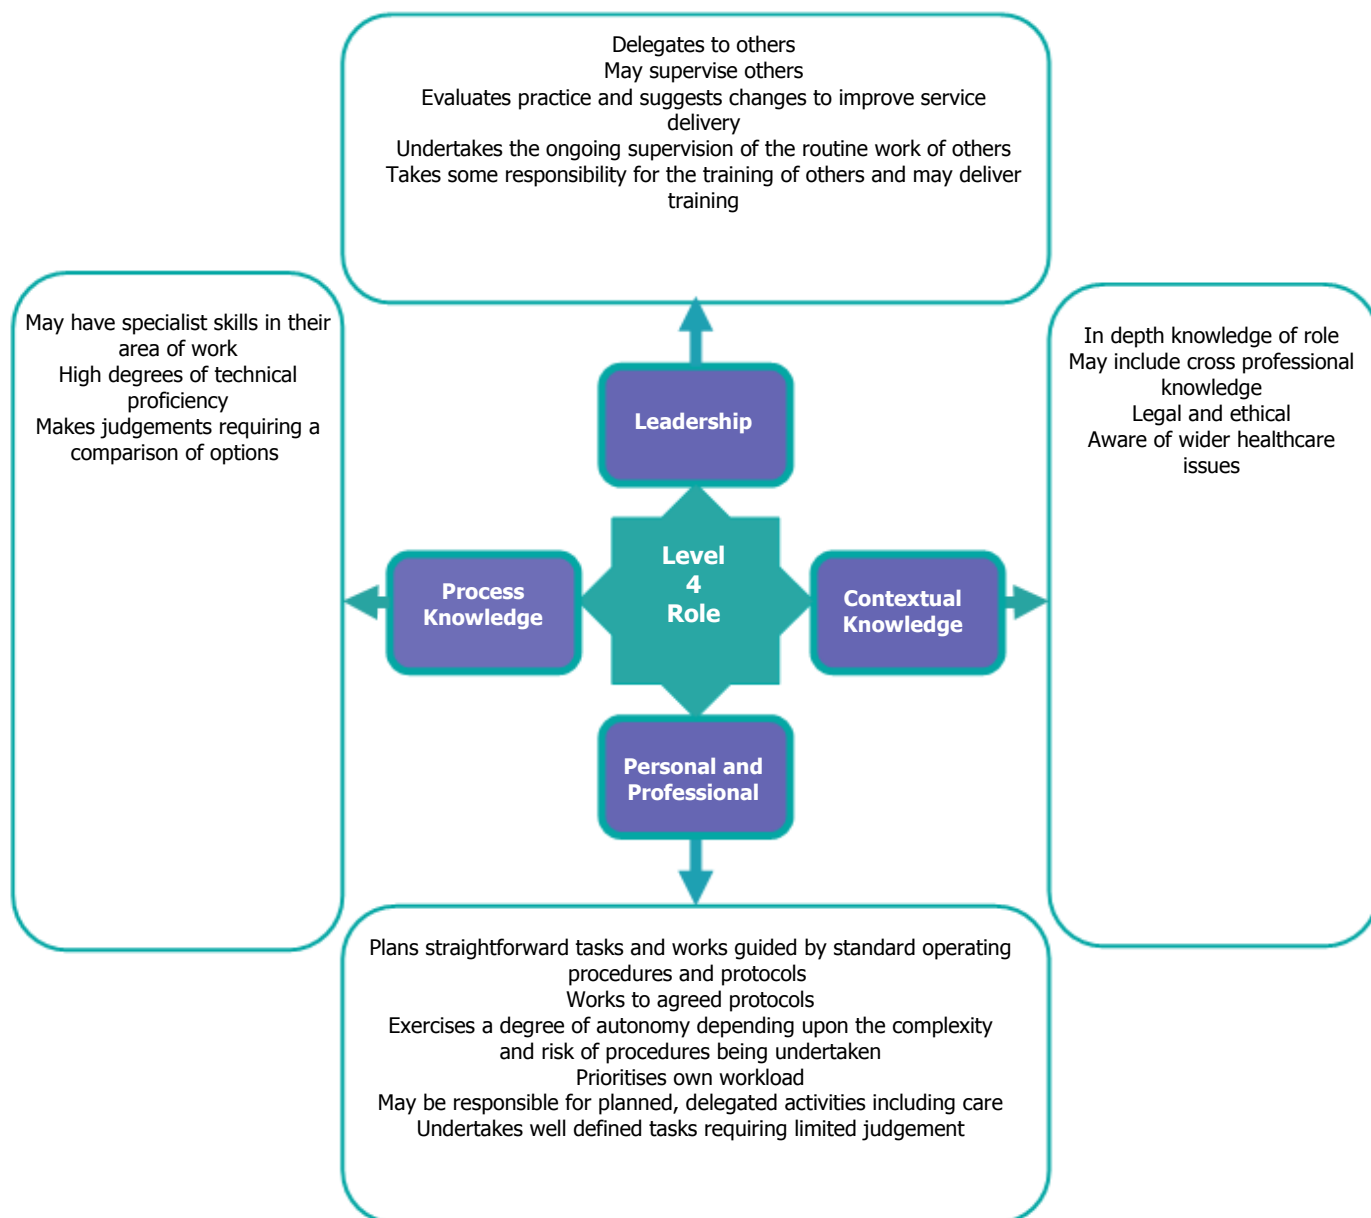 Delegates to others
May supervise others
Evaluates practice and suggests changes to improve service
delivery
Undertakes the ongoing supervision of the routine work of others
Takes some responsibility for the training of others and may deliver
training
May have specialist skills in their
area of work
High degrees of technical
proficiency
Makes judgements requiring a
comparison of options
In depth knowledge of role
May include cross professional
knowledge
Legal and ethical
Aware of wider healthcare
issues
Leadership
Process
Knowledge
Level
4
Role
Contextual
Knowledge
Personal and
Professional
Plans straightforward tasks and works guided by standard operating
procedures and protocols
Works to agreed protocols
Exercises a degree of autonomy depending upon the complexity
and risk of procedures being undertaken
Prioritises own workload
May be responsible for planned, delegated activities including care
Undertakes well defined tasks requiring limited judgement